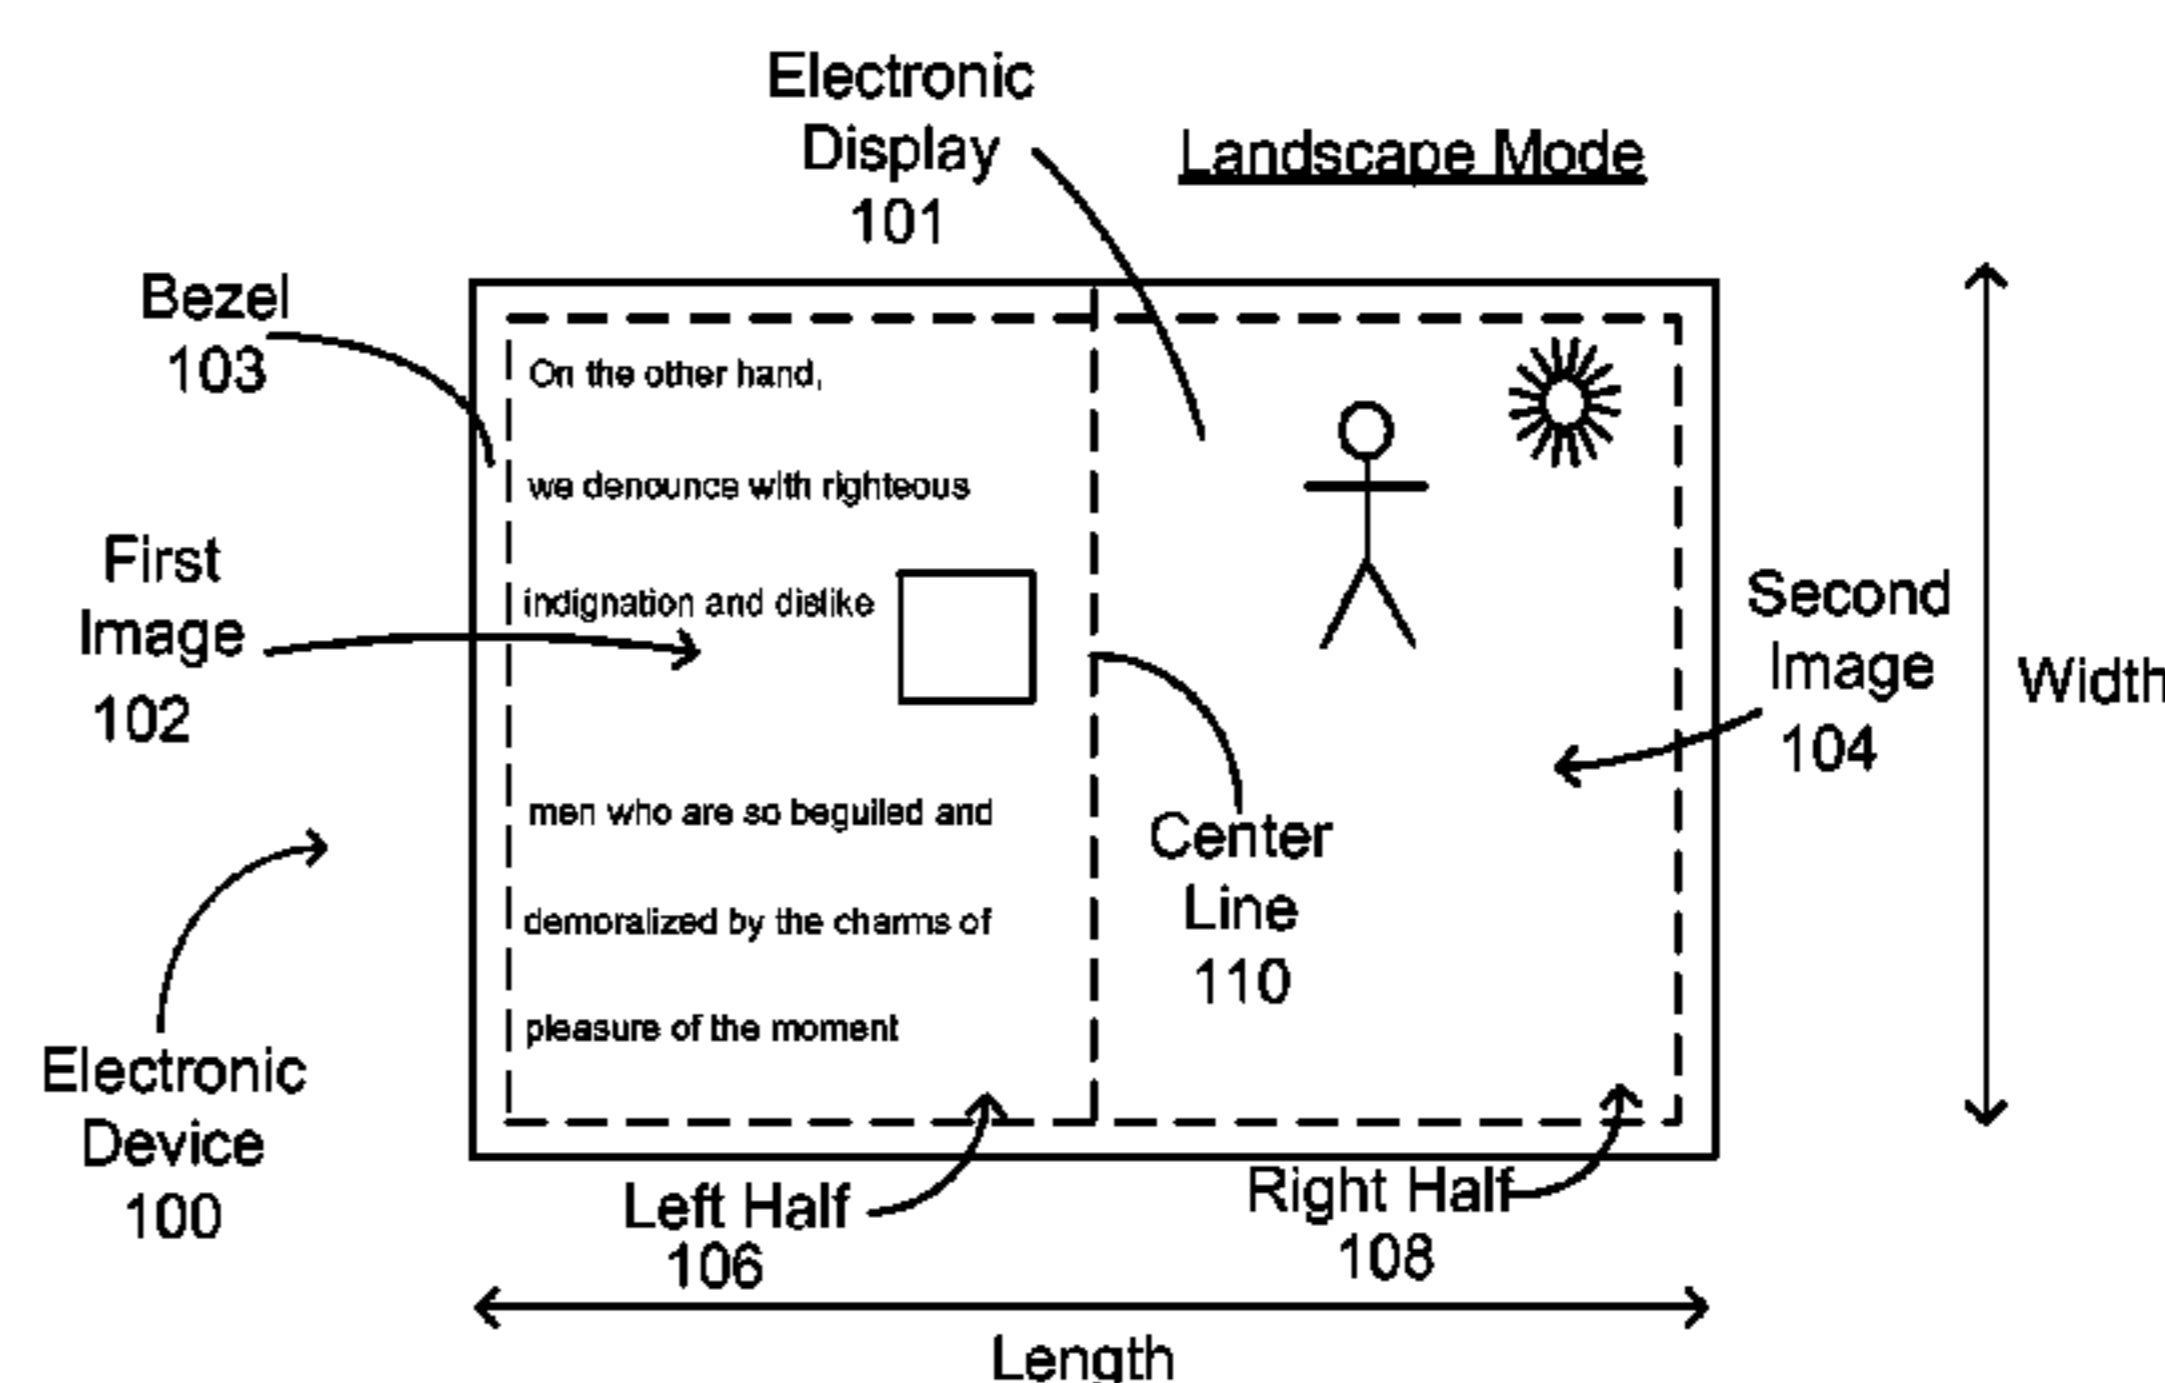 Electronic
Display
101
Landscape Mode
Bezel
103
On the other hand,
we denounce with righteous
First
Image
102
indignation and dislike
Second
Image
104
Width
men who are so beguiled and
Center
Line
110
demoralized by the charms of
pleasure of the moment
Electronic
Device
100
Left Half
106
Right Half
108
Length